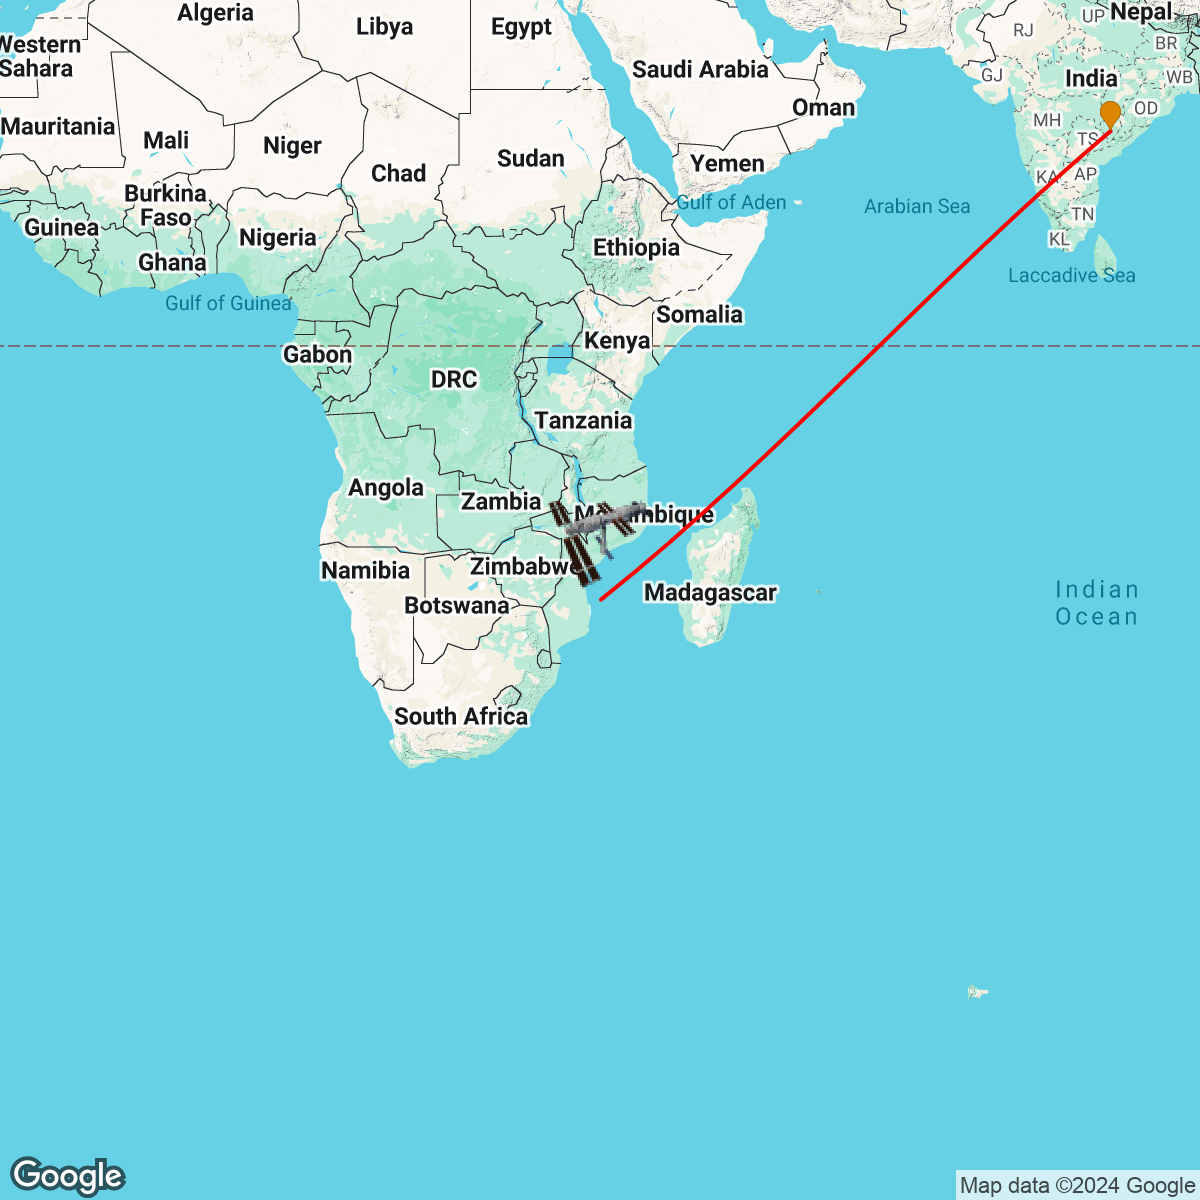 Algeria
Libya
Egypt
Nepal
UP
RJ
BR
Western
Sahara
Saudi Arabia
GJ
India
WB
Oman
OD
MH
Mauritania
Mali
Niger
TS
Sudan
Yemen
Chad
KA
AP
Burkina
Faso
Gulf of Aden
Arabian Sea
TN
Guinea
Nigeria
Ethiopia
KL
Ghana
Laccadive Sea
Gulf of Guinea
Somalia
Kenya
Gabon
DRC
Tanzania
Angola
Zambia
Mozambique
Zimbabwe
Namibia
Madagascar
Indian
Ocean
Botswana
South Africa
Google
Map data ©2024 Google